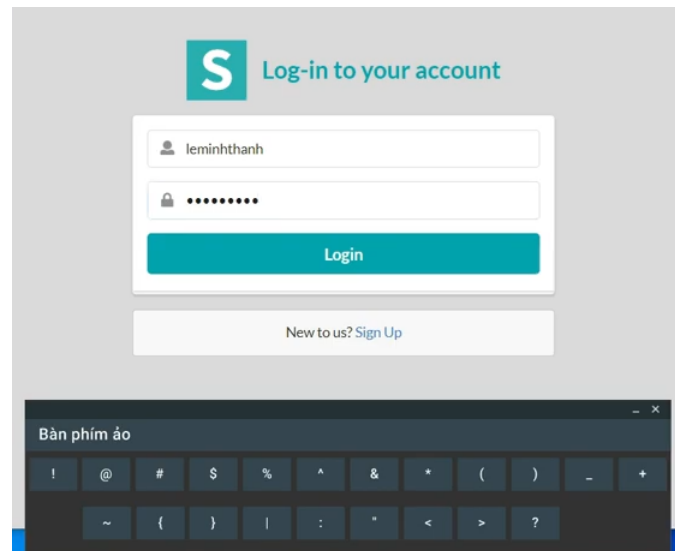 S Log-in to your account
leminhthanh
•••••••••
Login
New to us? Sign Up
Bàn phím ảo
! @ # $ % ^ & * ( ) _ +
~ { } | : " < > ?